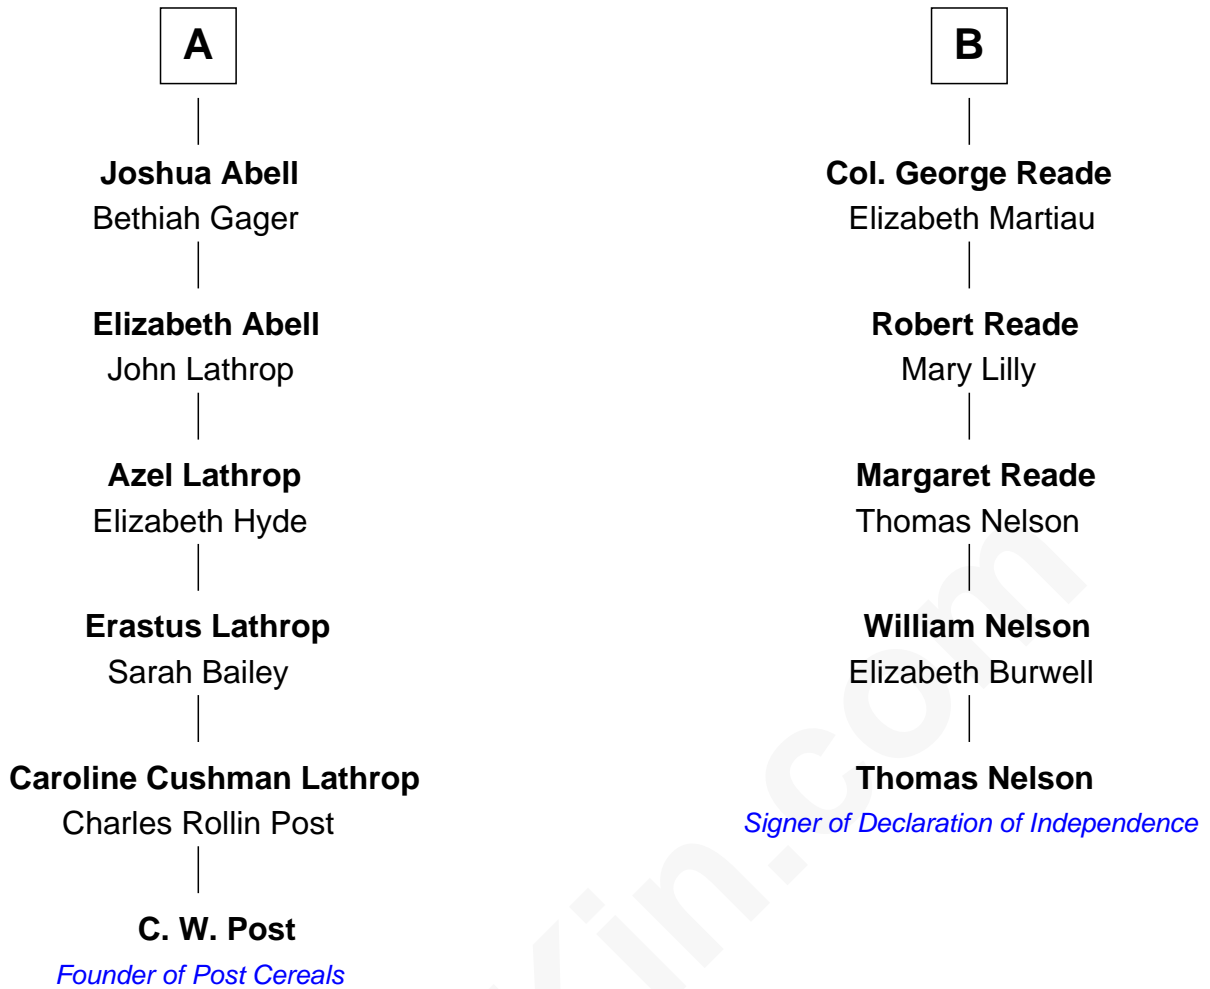 A
Joshua Abell
Bethiah Gager
Elizabeth Abell
John Lathrop
Azel Lathrop
Elizabeth Hyde
Erastus Lathrop
Sarah Bailey
Caroline Cushman Lathrop
Charles Rollin Post
C. W. Post
Founder of Post Cereals
B
Col. George Reade
Elizabeth Martiau
Robert Reade
Mary Lilly
Margaret Reade
Thomas Nelson
William Nelson
Elizabeth Burwell
Thomas Nelson
Signer of Declaration of Independence
Kin.com